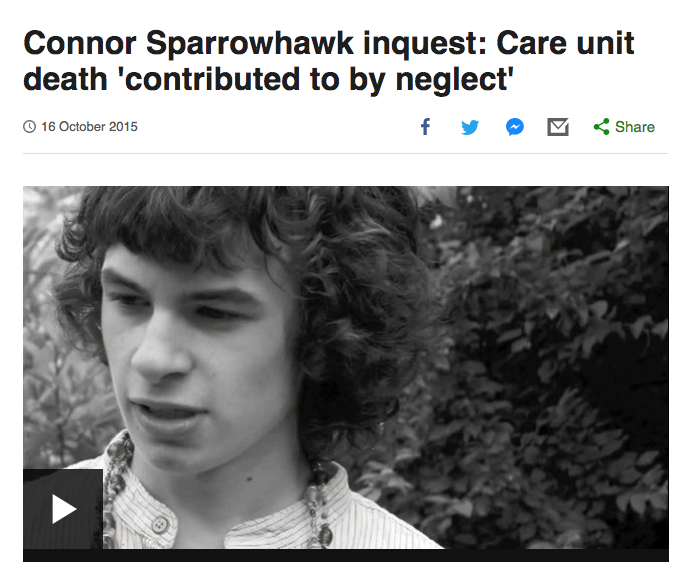 Connor Sparrowhawk inquest: Care unit
death 'contributed to by neglect'
16 October 2015
Share